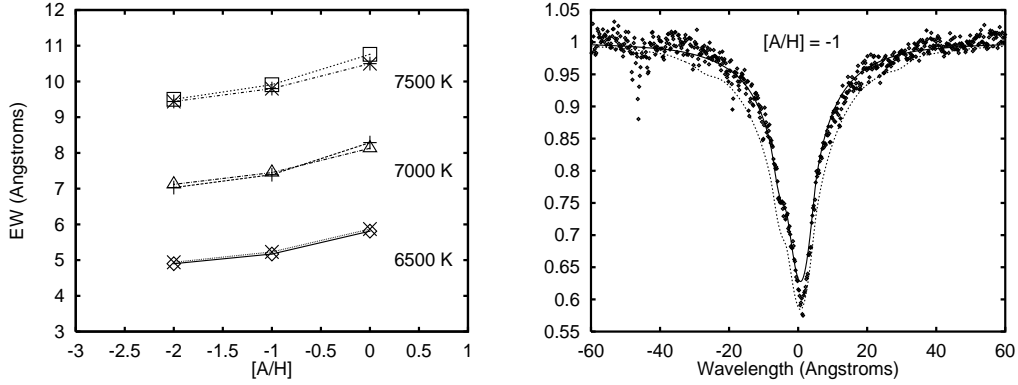 12
11
10
9
8
7
6
5
4
3
EW (Angstroms)
7500 K
7000 K
6500 K
-3 -2.5 -2 -1.5 -1 -0.5 0 0.5 1
[A/H]
1.05
1
0.95
0.9
0.85
0.8
0.75
0.7
0.65
0.6
0.55
[A/H] = -1
-60 -40 -20 0 20 40 60
Wavelength (Angstroms)